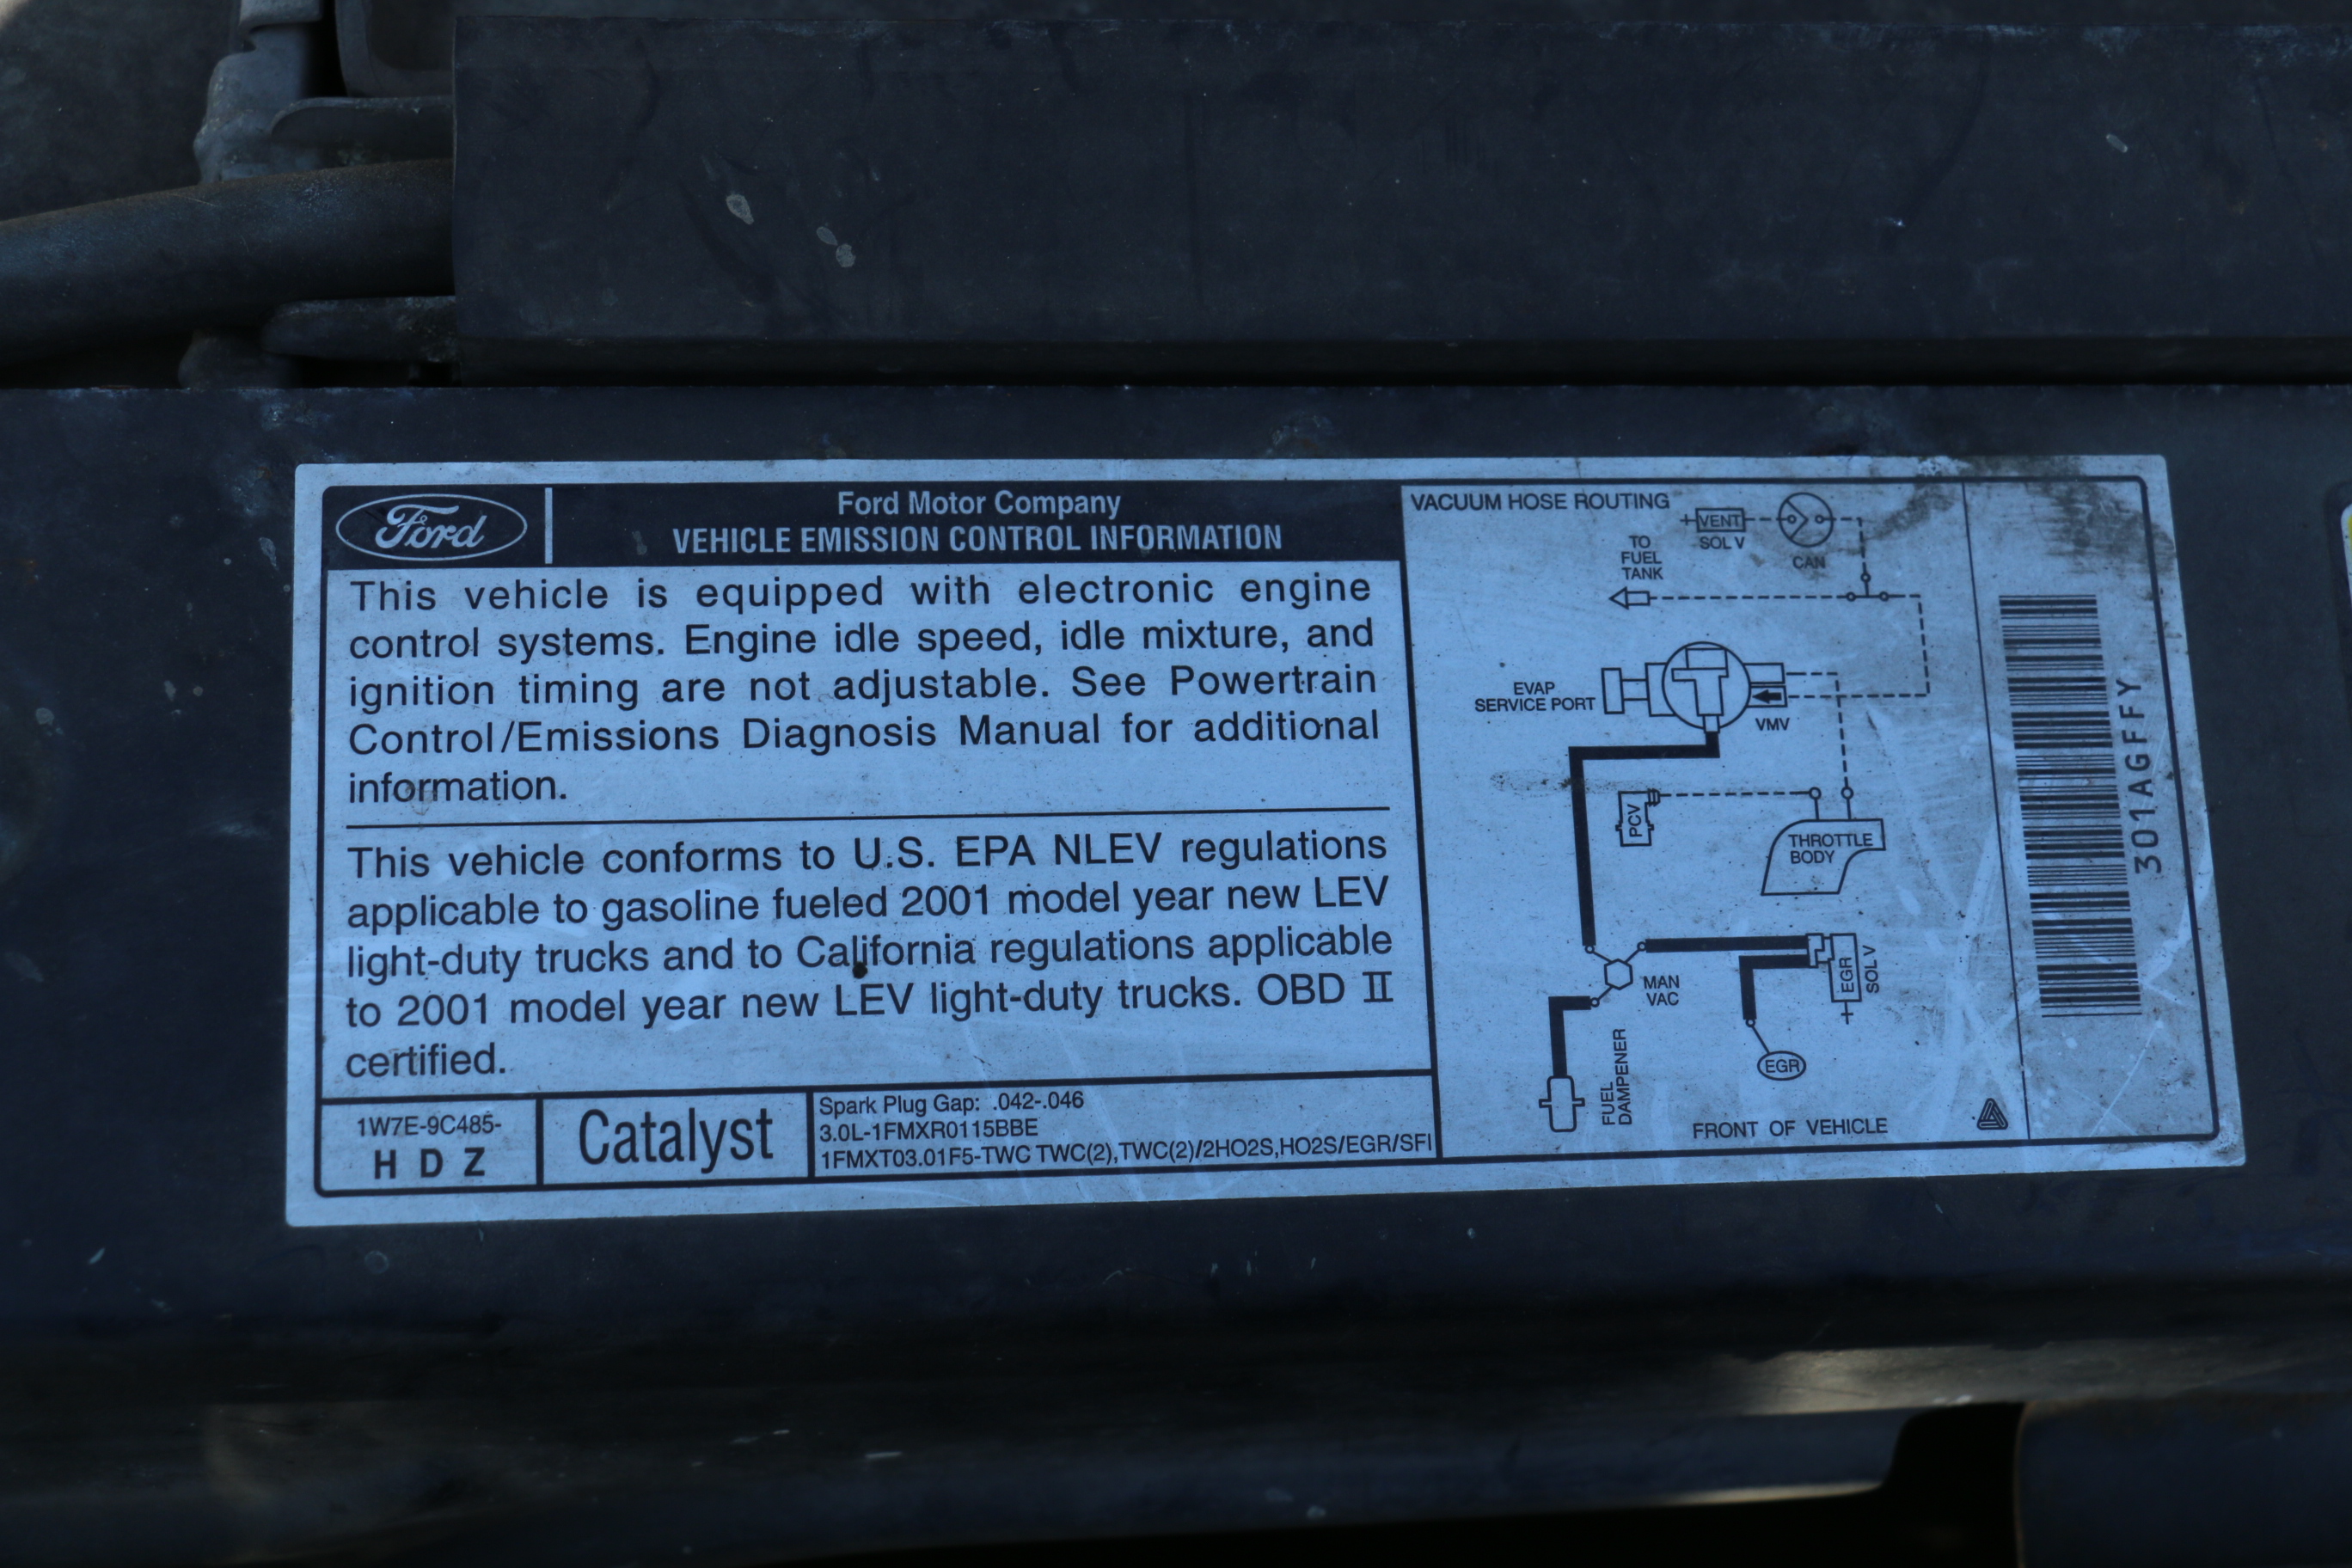 Ford
Ford Motor Company
VEHICLE EMISSION CONTROL INFORMATION
This vehicle is equipped with electronic engine
control systems. Engine idle speed, idle mixture, and
ignition timing are not adjustable. See Powertrain
Control/Emissions Diagnosis Manual for additional
information.
This vehicle conforms to U.S. EPA NLEV regulations
applicable to gasoline fueled 2001 model year new LEV
light-duty trucks and to California regulations applicable
to 2001 model year new LEV light-duty trucks. OBD II
certified.
1W7E-9C485-
H D Z
Catalyst
Spark Plug Gap: .042-.046
3.0L-1FMXR0115BBE
1FMXT03.01F5-TWC TWC(2),TWC(2)/2HO2S,HO2S/EGR/SFI
VACUUM HOSE ROUTING
VENT
SOL V
CAN
TO
FUEL
TANK
EVAP
SERVICE PORT
VMV
PCV
THROTTLE
BODY
MAN
VAC
EGR
SOL V
EGR
FUEL
DAMPENER
FRONT OF VEHICLE
301AGFFY